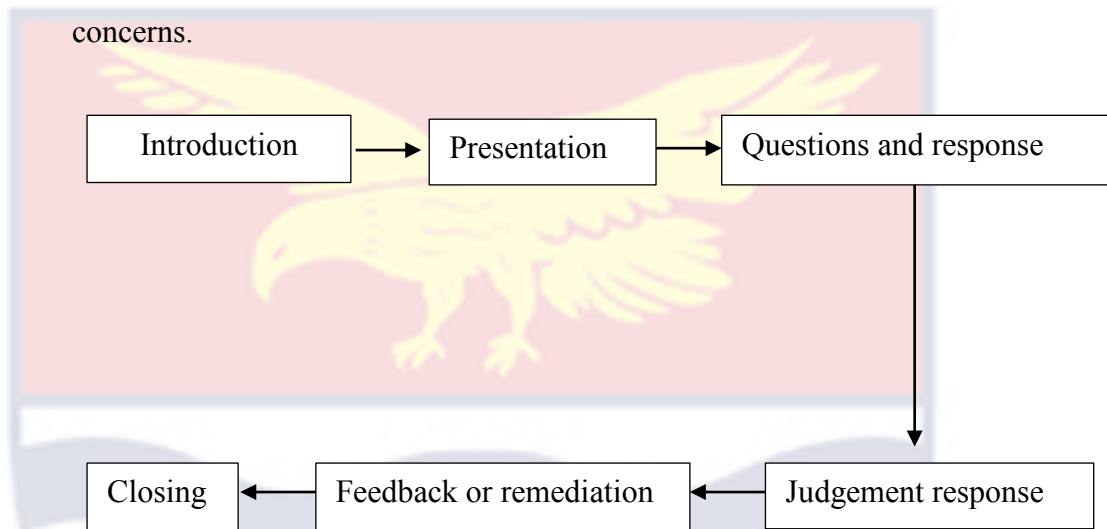 concerns.
Introduction
Presentation
Questions and response
Judgement response
Feedback or remediation
Closing